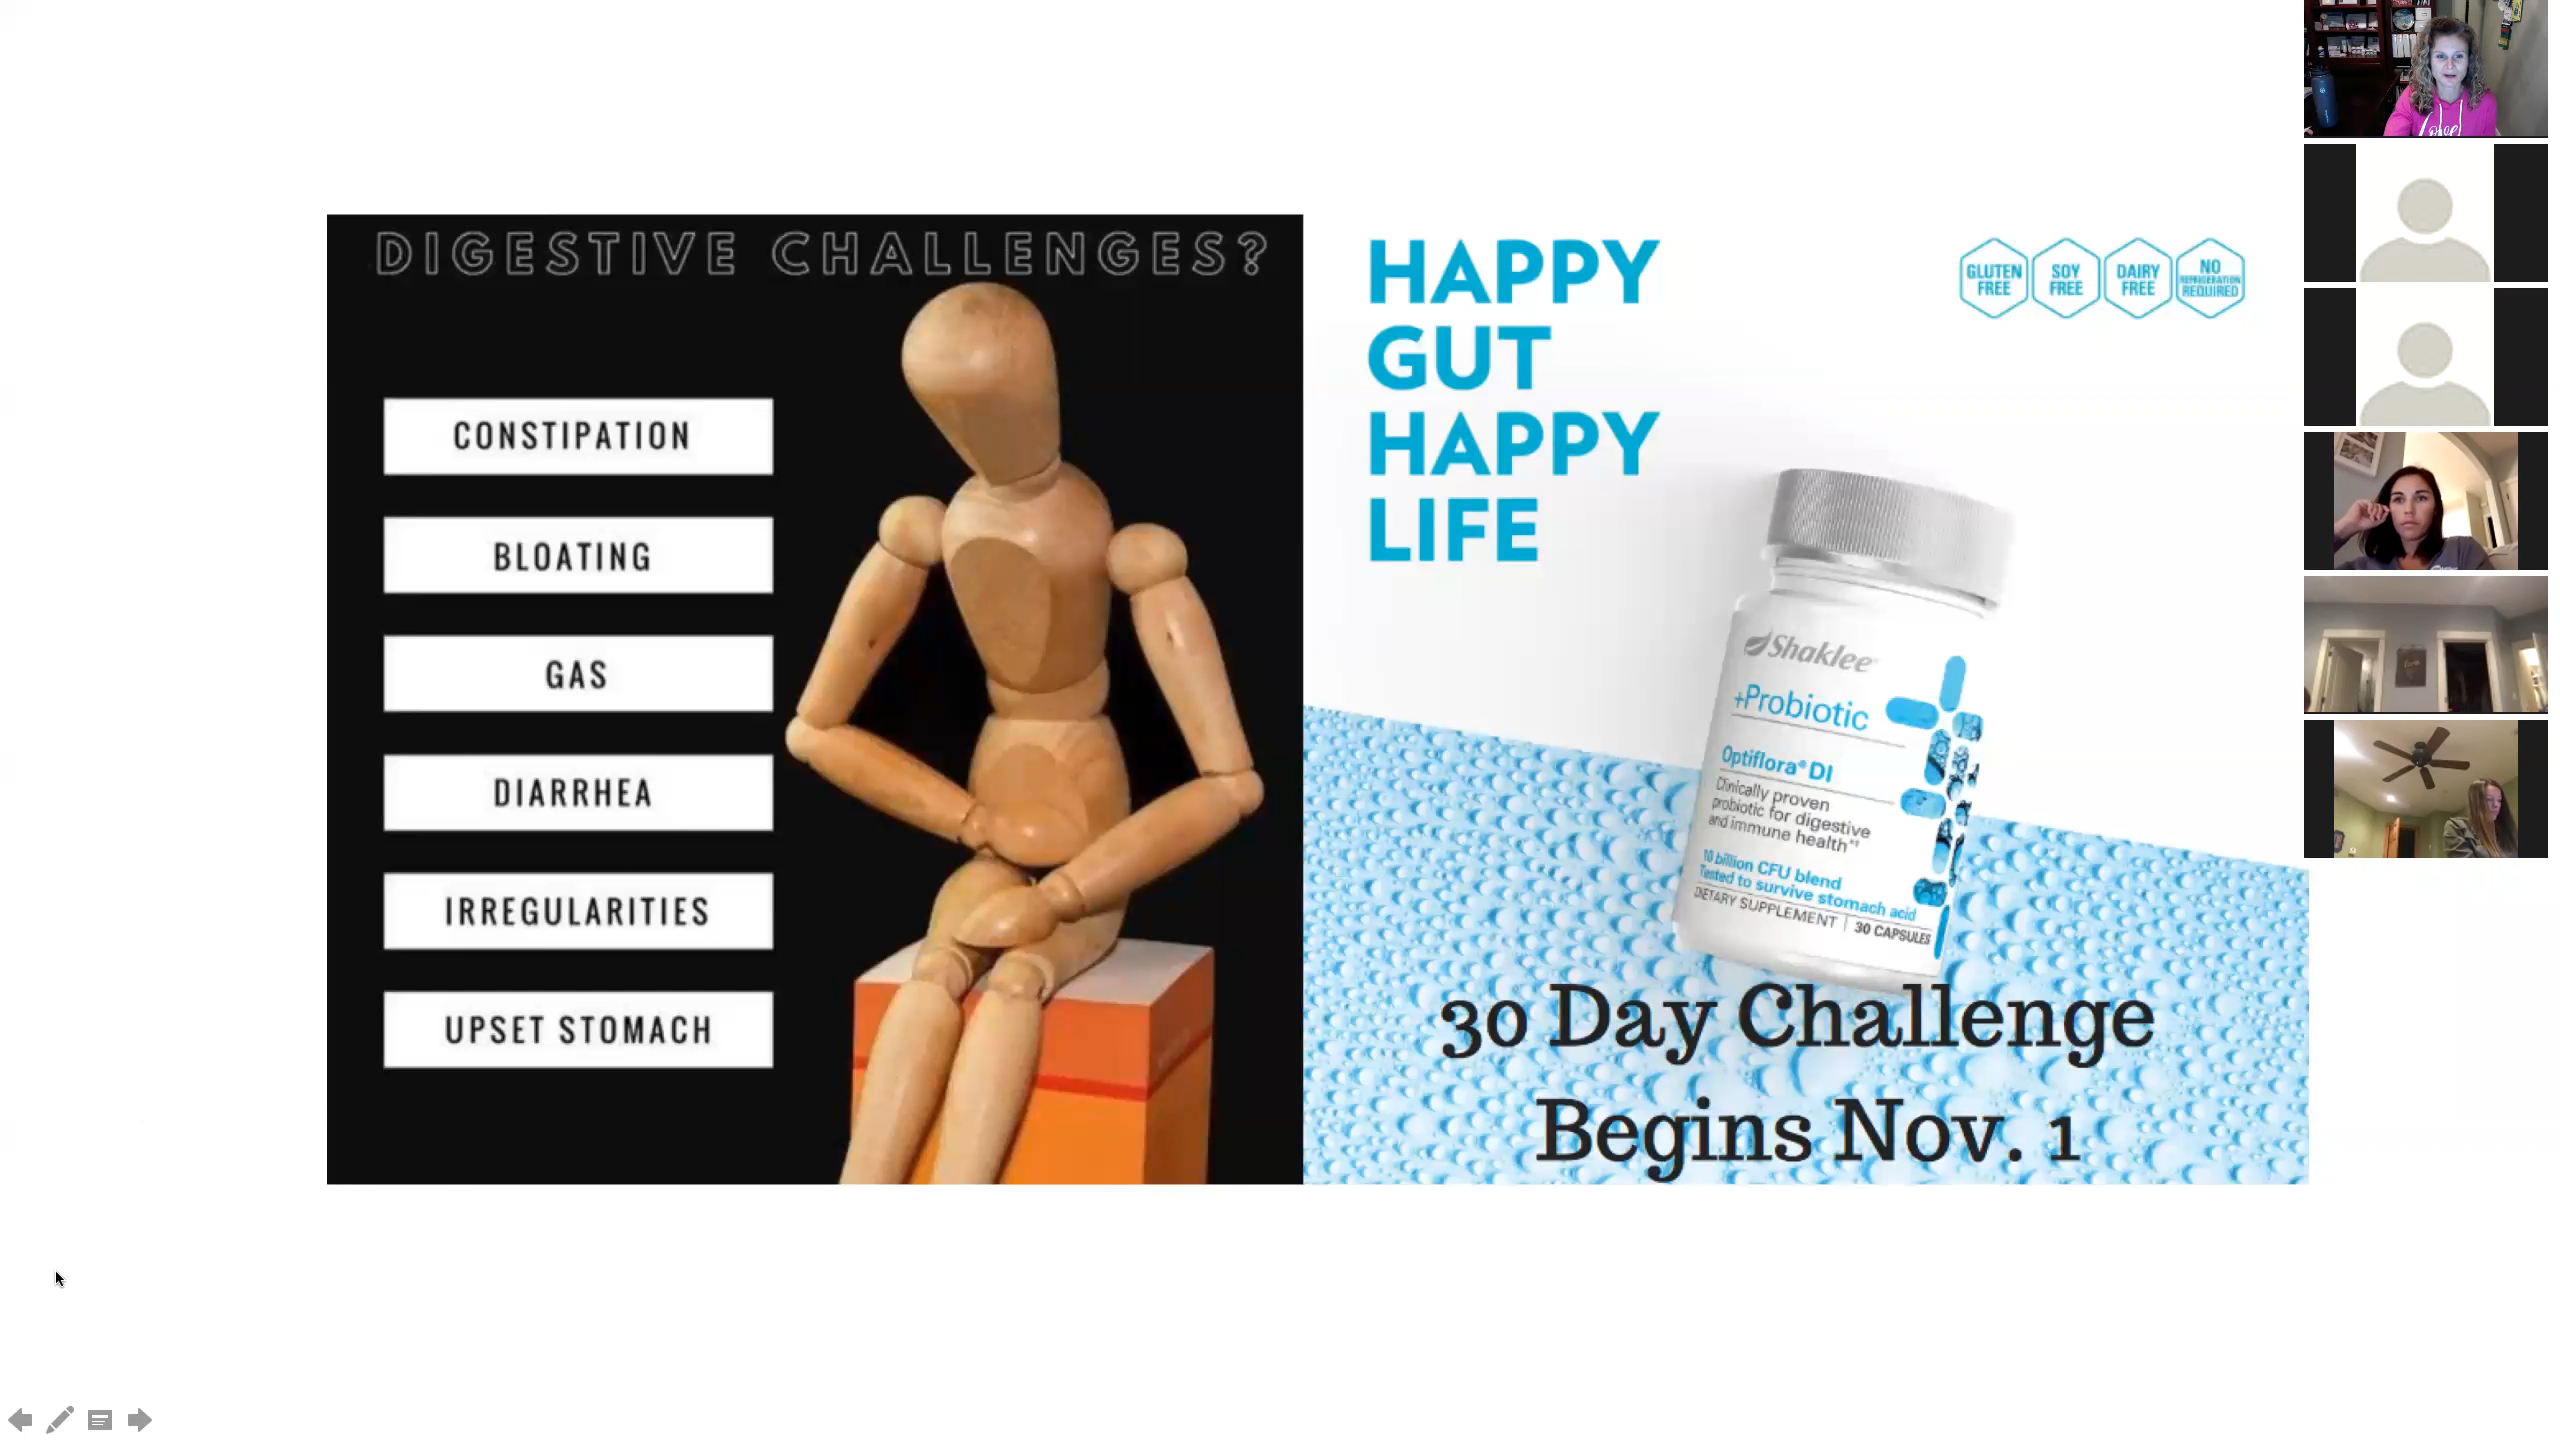 DIGESTIVE CHALLENGES?
CONSTIPATION
BLOATING
GAS
DIARRHEA
IRREGULARITIES
UPSET STOMACH
HAPPY
GUT
HAPPY
LIFE
GLUTEN
FREE
SOY
FREE
DAIRY
FREE
NO
REFRIGERATION
REQUIRED
Shaklee
+Probiotic
Optiflora® DI
Clinically proven
probiotic for digestive
and immune health*‡
10 billion CFU blend
Tested to survive stomach acid
DIETARY SUPPLEMENT | 30 CAPSULES
30 Day Challenge
Begins Nov. 1